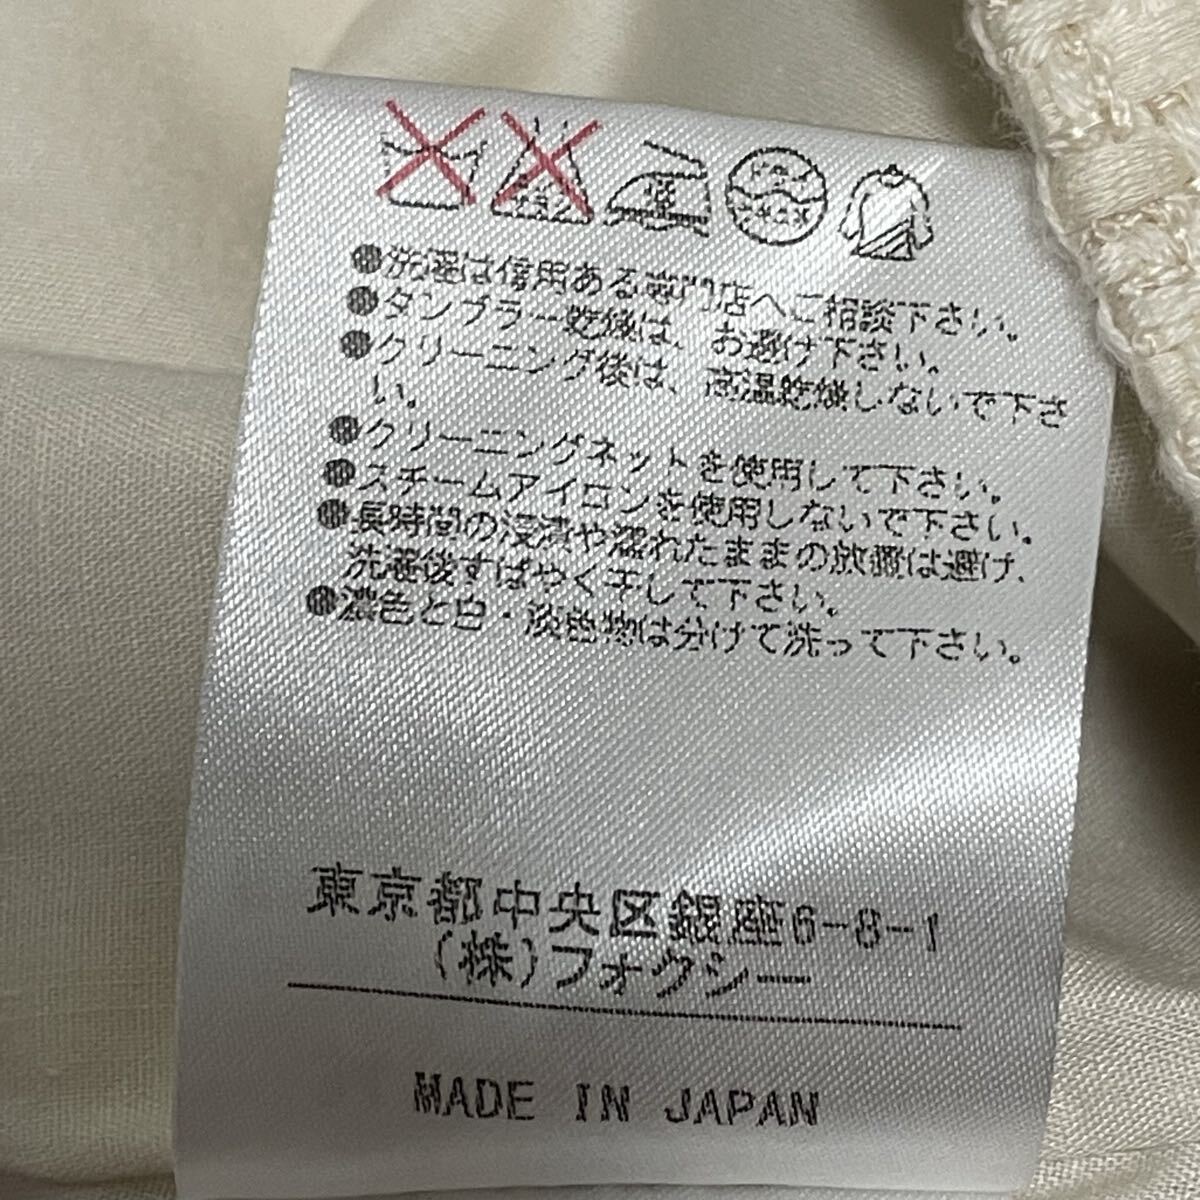 ●洗濯は信用ある専門店へご相談下さい。
●タンブラー乾燥は、お避け下さい。
●クリーニング後は、高温乾燥しないで下さ
い。
●クリーニングネットを使用して下さい。
●スチームアイロンを使用しないで下さい。
●長時間の浸漬や濡れたままの放置は避け、
洗濯後すばやく干して下さい。
●濃色と白・淡色物は分けて洗って下さい。
東京都中央区銀座6-8-1
(株)フォクシー
MADE IN JAPAN